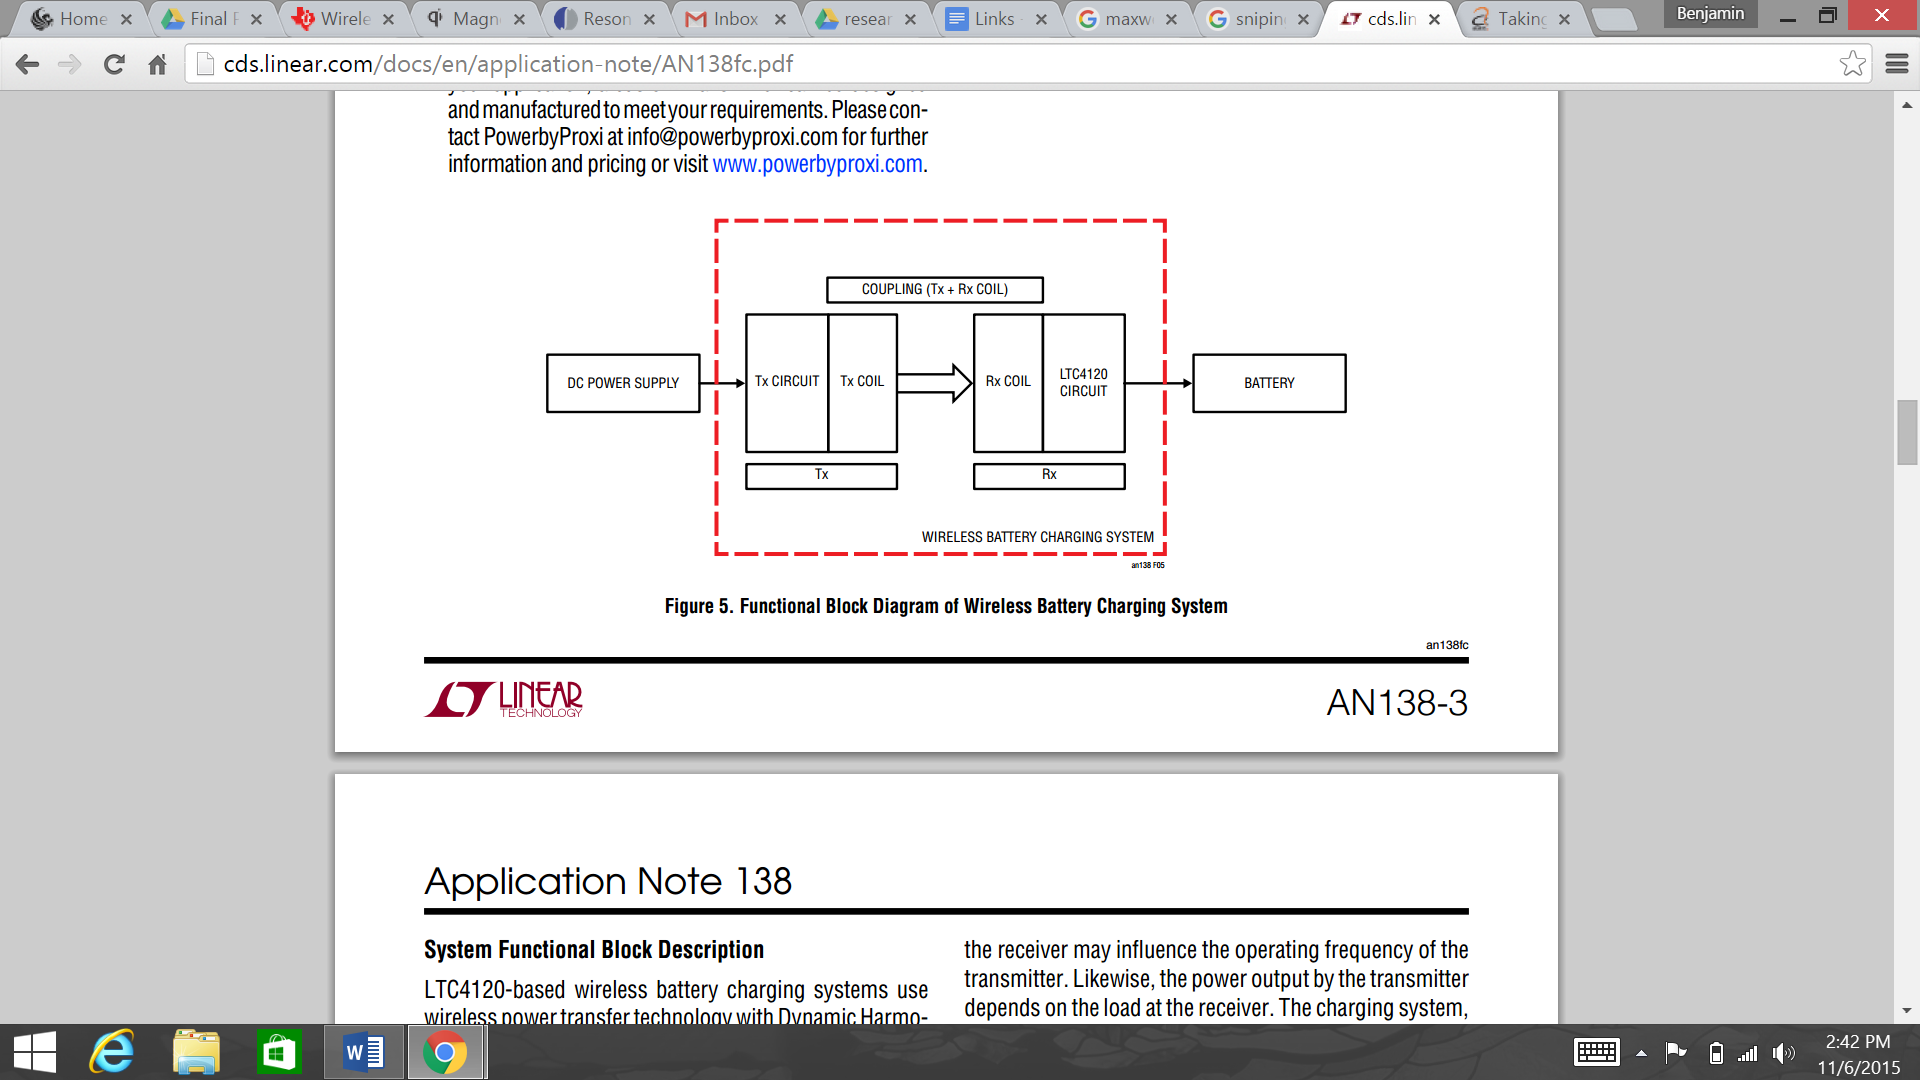 Home
Final F
Wirele
Magn
Reson
Inbox
resear
Links
maxw
snipin
cds.lin
Taking
Benjamin
cds.linear.com/docs/en/application-note/AN138fc.pdf
and manufactured to meet your requirements. Please con-
tact PowerbyProxi at info@powerbyproxi.com for further
information and pricing or visit www.powerbyproxi.com.
COUPLING (Tx + Rx COIL)
DC POWER SUPPLY
Tx CIRCUIT
Tx COIL
Rx COIL
LTC4120
CIRCUIT
BATTERY
Tx
Rx
WIRELESS BATTERY CHARGING SYSTEM
an138 F05
Figure 5. Functional Block Diagram of Wireless Battery Charging System
an138fc
LINEAR
TECHNOLOGY
AN138-3
Application Note 138
System Functional Block Description
LTC4120-based wireless battery charging systems use
wireless power transfer technology with Dynamic Harmo-
the receiver may influence the operating frequency of the
transmitter. Likewise, the power output by the transmitter
depends on the load at the receiver. The charging system,
2:42 PM
11/6/2015